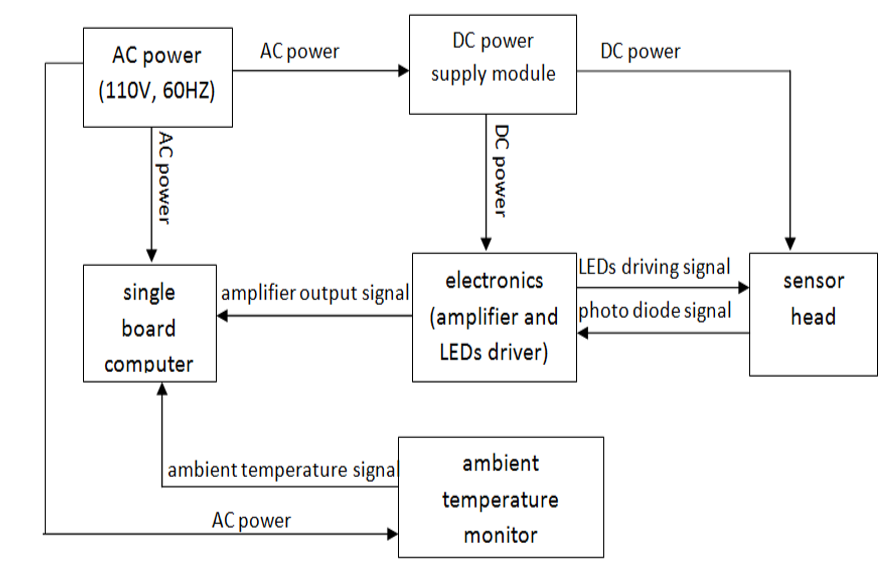 AC power
(110V, 60HZ)
AC power
DC power
supply module
DC power
AC power
DC power
single
board
computer
amplifier output signal
electronics
(amplifier and
LEDs driver)
LEDs driving signal
photo diode signal
sensor
head
ambient temperature signal
AC power
ambient
temperature
monitor